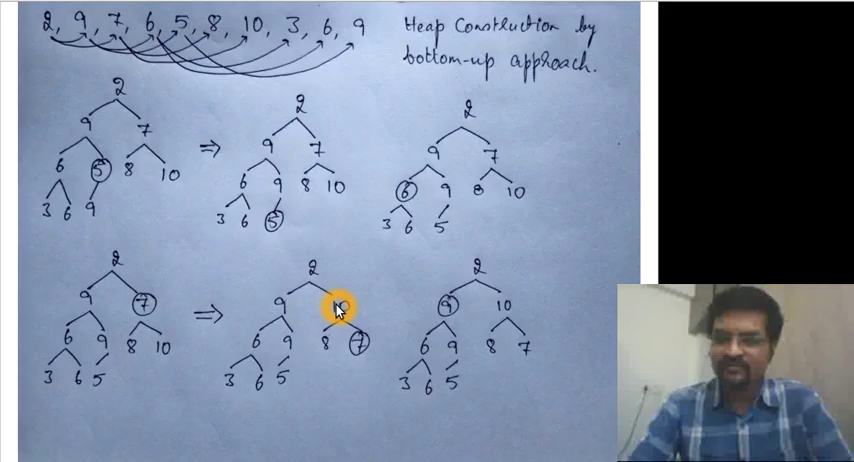 2, 9, 7, 6, 5, 8, 10, 3, 6, 9
Heap Construction by
bottom-up approach.
2
9 7
6 5 8 10
3 6 9
⇒
2
9 7
6 9 8 10
3 6 5
2
9 7
6 9 8 10
3 6 5
2
9 7
6 9 8 10
3 6 5
⇒
2
9 10
6 9 8 7
3 6 5
2
9 10
6 9 8 7
3 6 5